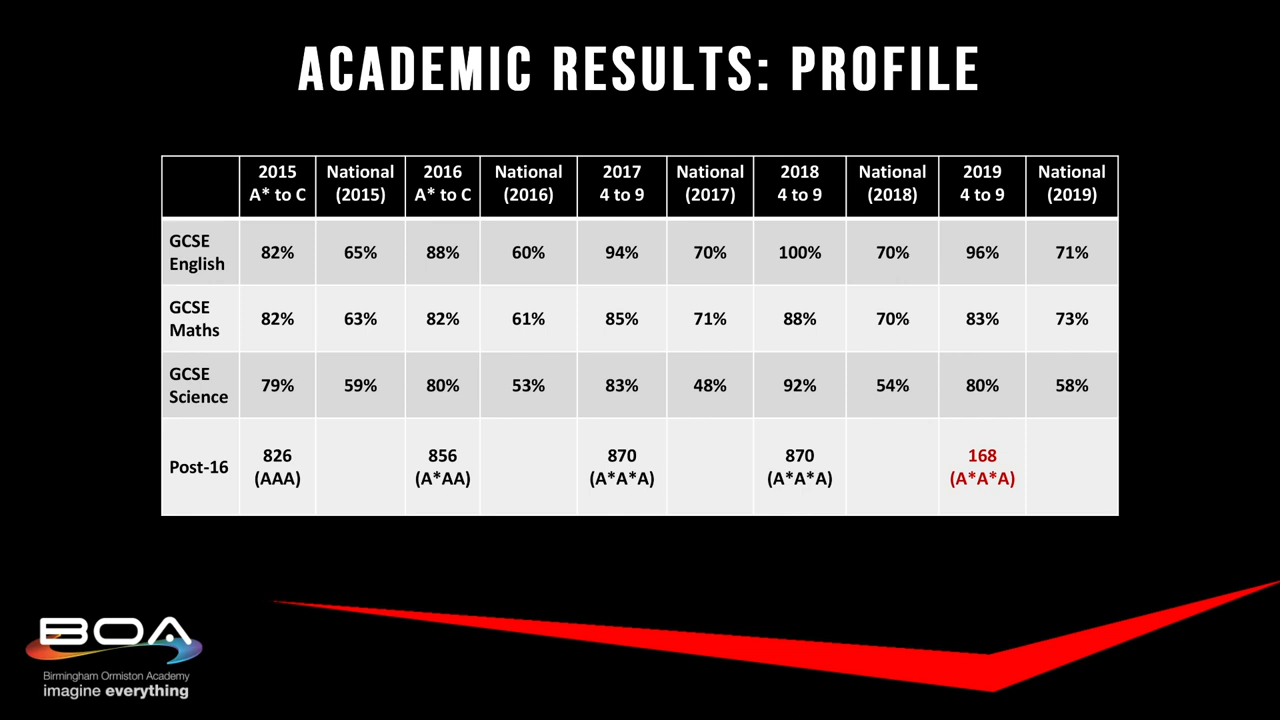 ACADEMIC RESULTS: PROFILE
2015 National 2016 National 2017 National 2018 National 2019 National
A* to C (2015) A* to C (2016) 4 to 9 (2017) 4 to 9 (2018) 4 to 9 (2019)
GCSE
English 82% 65% 88% 60% 94% 70% 100% 70% 96% 71%
GCSE
Maths 82% 63% 82% 61% 85% 71% 88% 70% 83% 73%
GCSE
Science 79% 59% 80% 53% 83% 48% 92% 54% 80% 58%
Post-16 826 856 870 870 168
(AAA) (A*AA) (A*A*A) (A*A*A) (A*A*A)
BOA
Birmingham Ormiston Academy
imagine everything